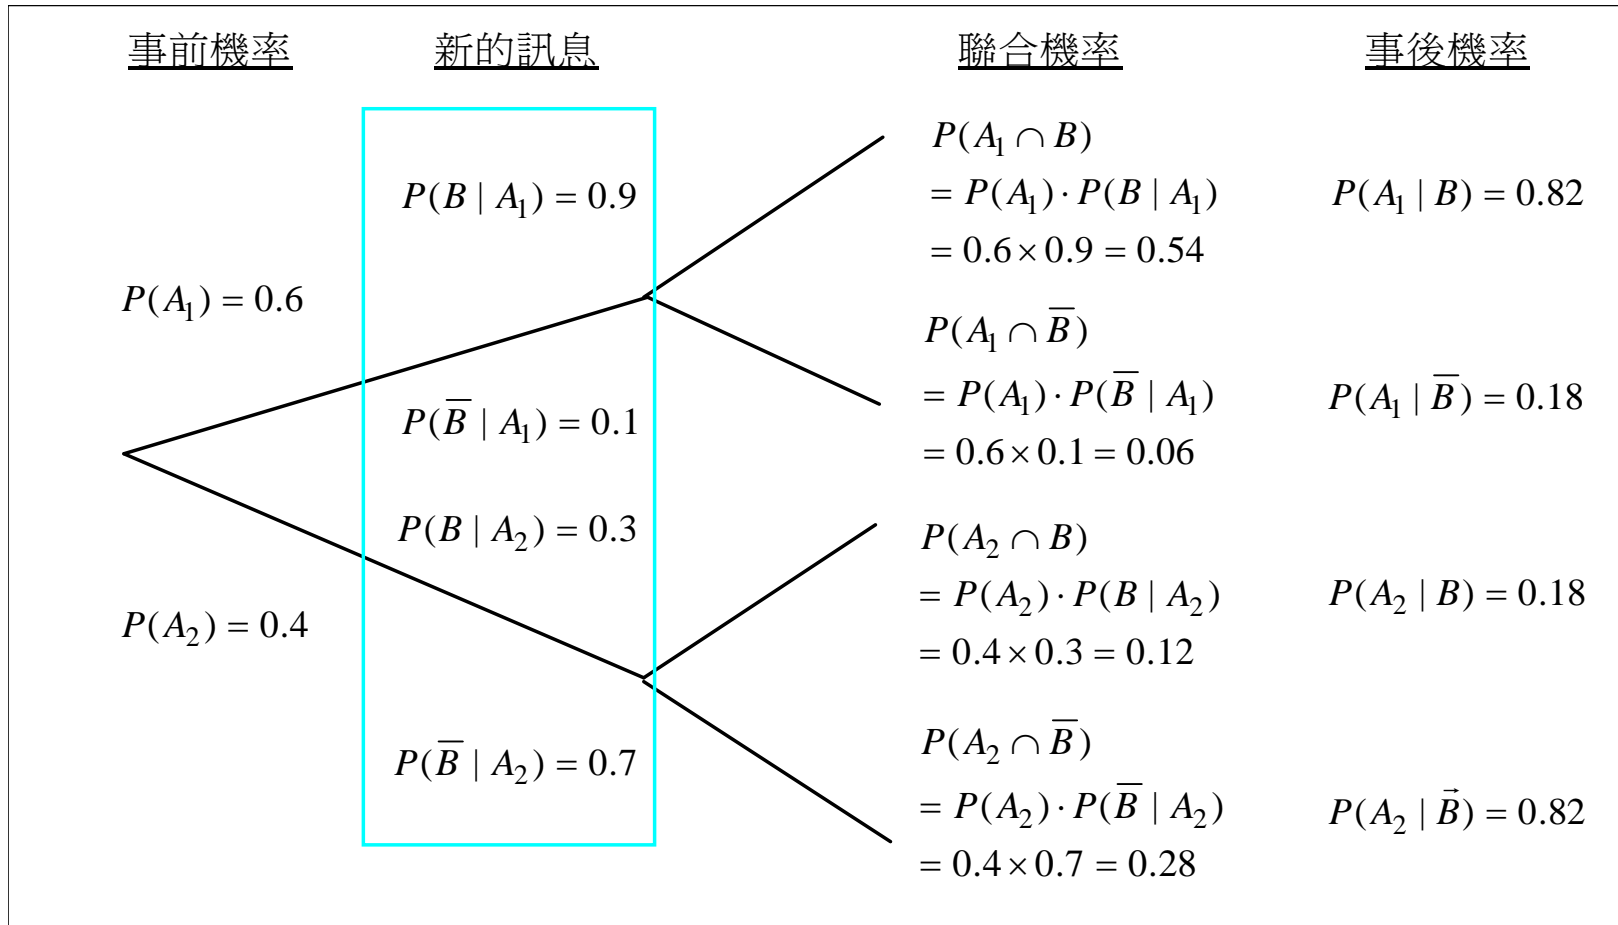 事前機率 新的訊息 聯合機率 事後機率
P(A₁) = 0.6
P(A₂) = 0.4
P(B | A₁) = 0.9
P(B̅ | A₁) = 0.1
P(B | A₂) = 0.3
P(B̅ | A₂) = 0.7
P(A₁ ∩ B)
= P(A₁) · P(B | A₁)
= 0.6 × 0.9 = 0.54
P(A₁ ∩ B̅)
= P(A₁) · P(B̅ | A₁)
= 0.6 × 0.1 = 0.06
P(A₂ ∩ B)
= P(A₂) · P(B | A₂)
= 0.4 × 0.3 = 0.12
P(A₂ ∩ B̅)
= P(A₂) · P(B̅ | A₂)
= 0.4 × 0.7 = 0.28
P(A₁ | B) = 0.82
P(A₁ | B̅) = 0.18
P(A₂ | B) = 0.18
P(A₂ | B⃗) = 0.82